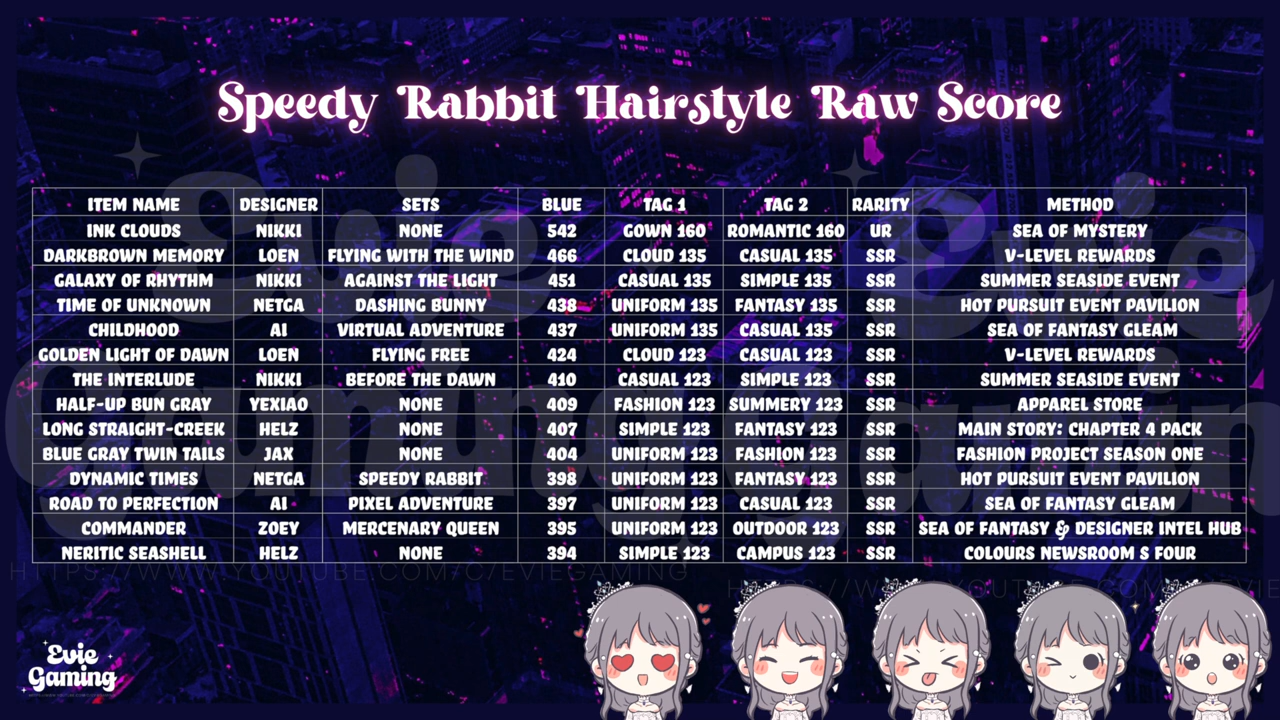 Speedy Rabbit Hairstyle Raw Score
ITEM NAME DESIGNER SETS BLUE TAG 1 TAG 2 RARITY METHOD
INK CLOUDS NIKKI NONE 542 GOWN 160 ROMANTIC 160 UR SEA OF MYSTERY
DARKBROWN MEMORY LOEN FLYING WITH THE WIND 466 CLOUD 135 CASUAL 135 SSR V-LEVEL REWARDS
GALAXY OF RHYTHM NIKKI AGAINST THE LIGHT 451 CASUAL 135 SIMPLE 135 SSR SUMMER SEASIDE EVENT
TIME OF UNKNOWN NETGA DASHING BUNNY 438 UNIFORM 135 FANTASY 135 SSR HOT PURSUIT EVENT PAVILION
CHILDHOOD AI VIRTUAL ADVENTURE 437 UNIFORM 135 CASUAL 135 SSR SEA OF FANTASY GLEAM
GOLDEN LIGHT OF DAWN LOEN FLYING FREE 424 CLOUD 123 CASUAL 123 SSR V-LEVEL REWARDS
THE INTERLUDE NIKKI BEFORE THE DAWN 410 CASUAL 123 SIMPLE 123 SSR SUMMER SEASIDE EVENT
HALF-UP BUN GRAY YEXIAO NONE 409 FASHION 123 SUMMERY 123 SSR APPAREL STORE
LONG STRAIGHT-CREEK HELZ NONE 407 SIMPLE 123 FANTASY 123 SSR MAIN STORY: CHAPTER 4 PACK
BLUE GRAY TWIN TAILS JAX NONE 404 UNIFORM 123 FASHION 123 SSR FASHION PROJECT SEASON ONE
DYNAMIC TIMES NETGA SPEEDY RABBIT 398 UNIFORM 123 FANTASY 123 SSR HOT PURSUIT EVENT PAVILION
ROAD TO PERFECTION AI PIXEL ADVENTURE 397 UNIFORM 123 CASUAL 123 SSR SEA OF FANTASY GLEAM
COMMANDER ZOEY MERCENARY QUEEN 395 UNIFORM 123 OUTDOOR 123 SSR SEA OF FANTASY & DESIGNER INTEL HUB
NERITIC SEASHELL HELZ NONE 394 SIMPLE 123 CAMPUS 123 SSR COLOURS NEWSROOM S FOUR
Evie
Gaming
Evie
Gamin
HTTPS://WWW.YOUTUBE.COM/C/EVIEGAMING
Evie
Gaming